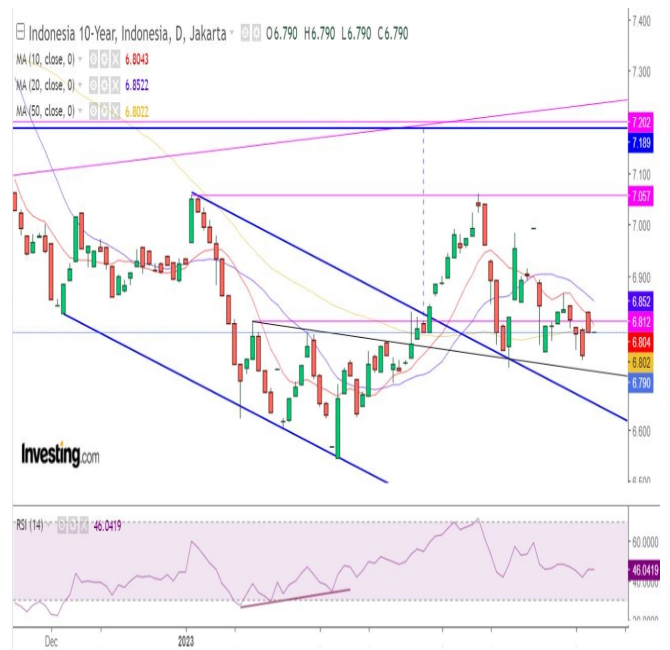 Indonesia 10-Year, Indonesia, D, Jakarta O6.790 H6.790 L6.790 C6.790
MA (10, close, 0) 6.8043
MA (20, close, 0) 6.8522
MA (50, close, 0) 6.8022
7.400
7.300
7.202
7.189
7.100
7.057
7.000
6.900
6.852
6.812
6.804
6.802
6.790
6.600
6.500
Investing.com
RSI (14) 46.0419
60.0000
46.0419
20.0000
Dec 2023